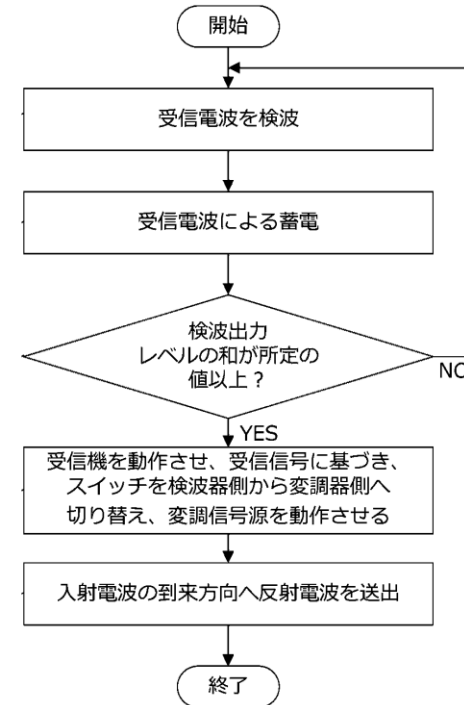 開始
受信電波を検波
受信電波による蓄電
検波出力
レベルの和が所定の
値以上？
NO
YES
受信機を動作させ、受信信号に基づき、
スイッチを検波器側から変調器側へ
切り替え、変調信号源を動作させる
入射電波の到来方向へ反射電波を送出
終了